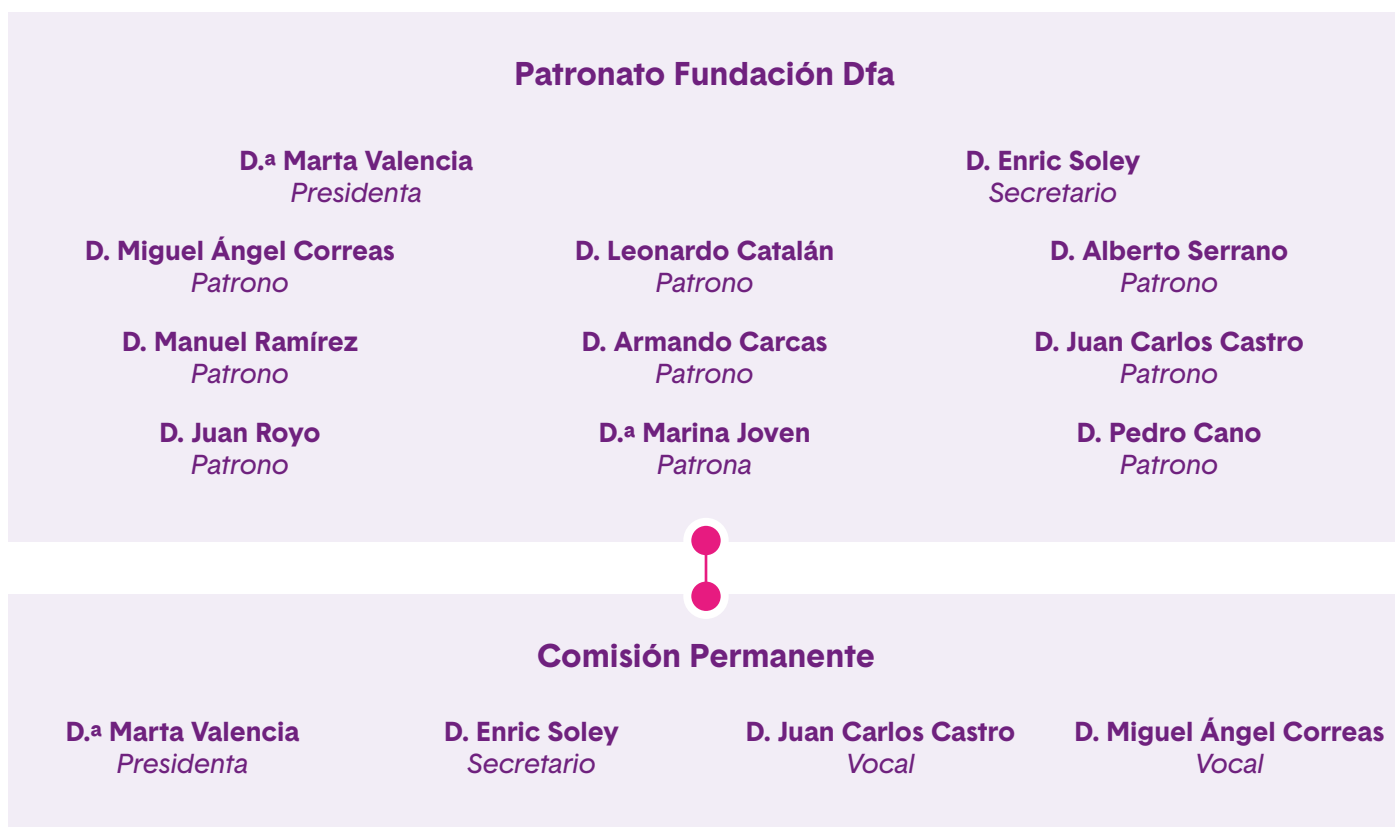 Patronato Fundación Dfa
D.ª Marta Valencia
Presidenta
D. Enric Soley
Secretario
D. Miguel Ángel Correas
Patrono
D. Leonardo Catalán
Patrono
D. Alberto Serrano
Patrono
D. Manuel Ramírez
Patrono
D. Armando Carcas
Patrono
D. Juan Carlos Castro
Patrono
D. Juan Royo
Patrono
D.ª Marina Joven
Patrona
D. Pedro Cano
Patrono
Comisión Permanente
D.ª Marta Valencia
Presidenta
D. Enric Soley
Secretario
D. Juan Carlos Castro
Vocal
D. Miguel Ángel Correas
Vocal